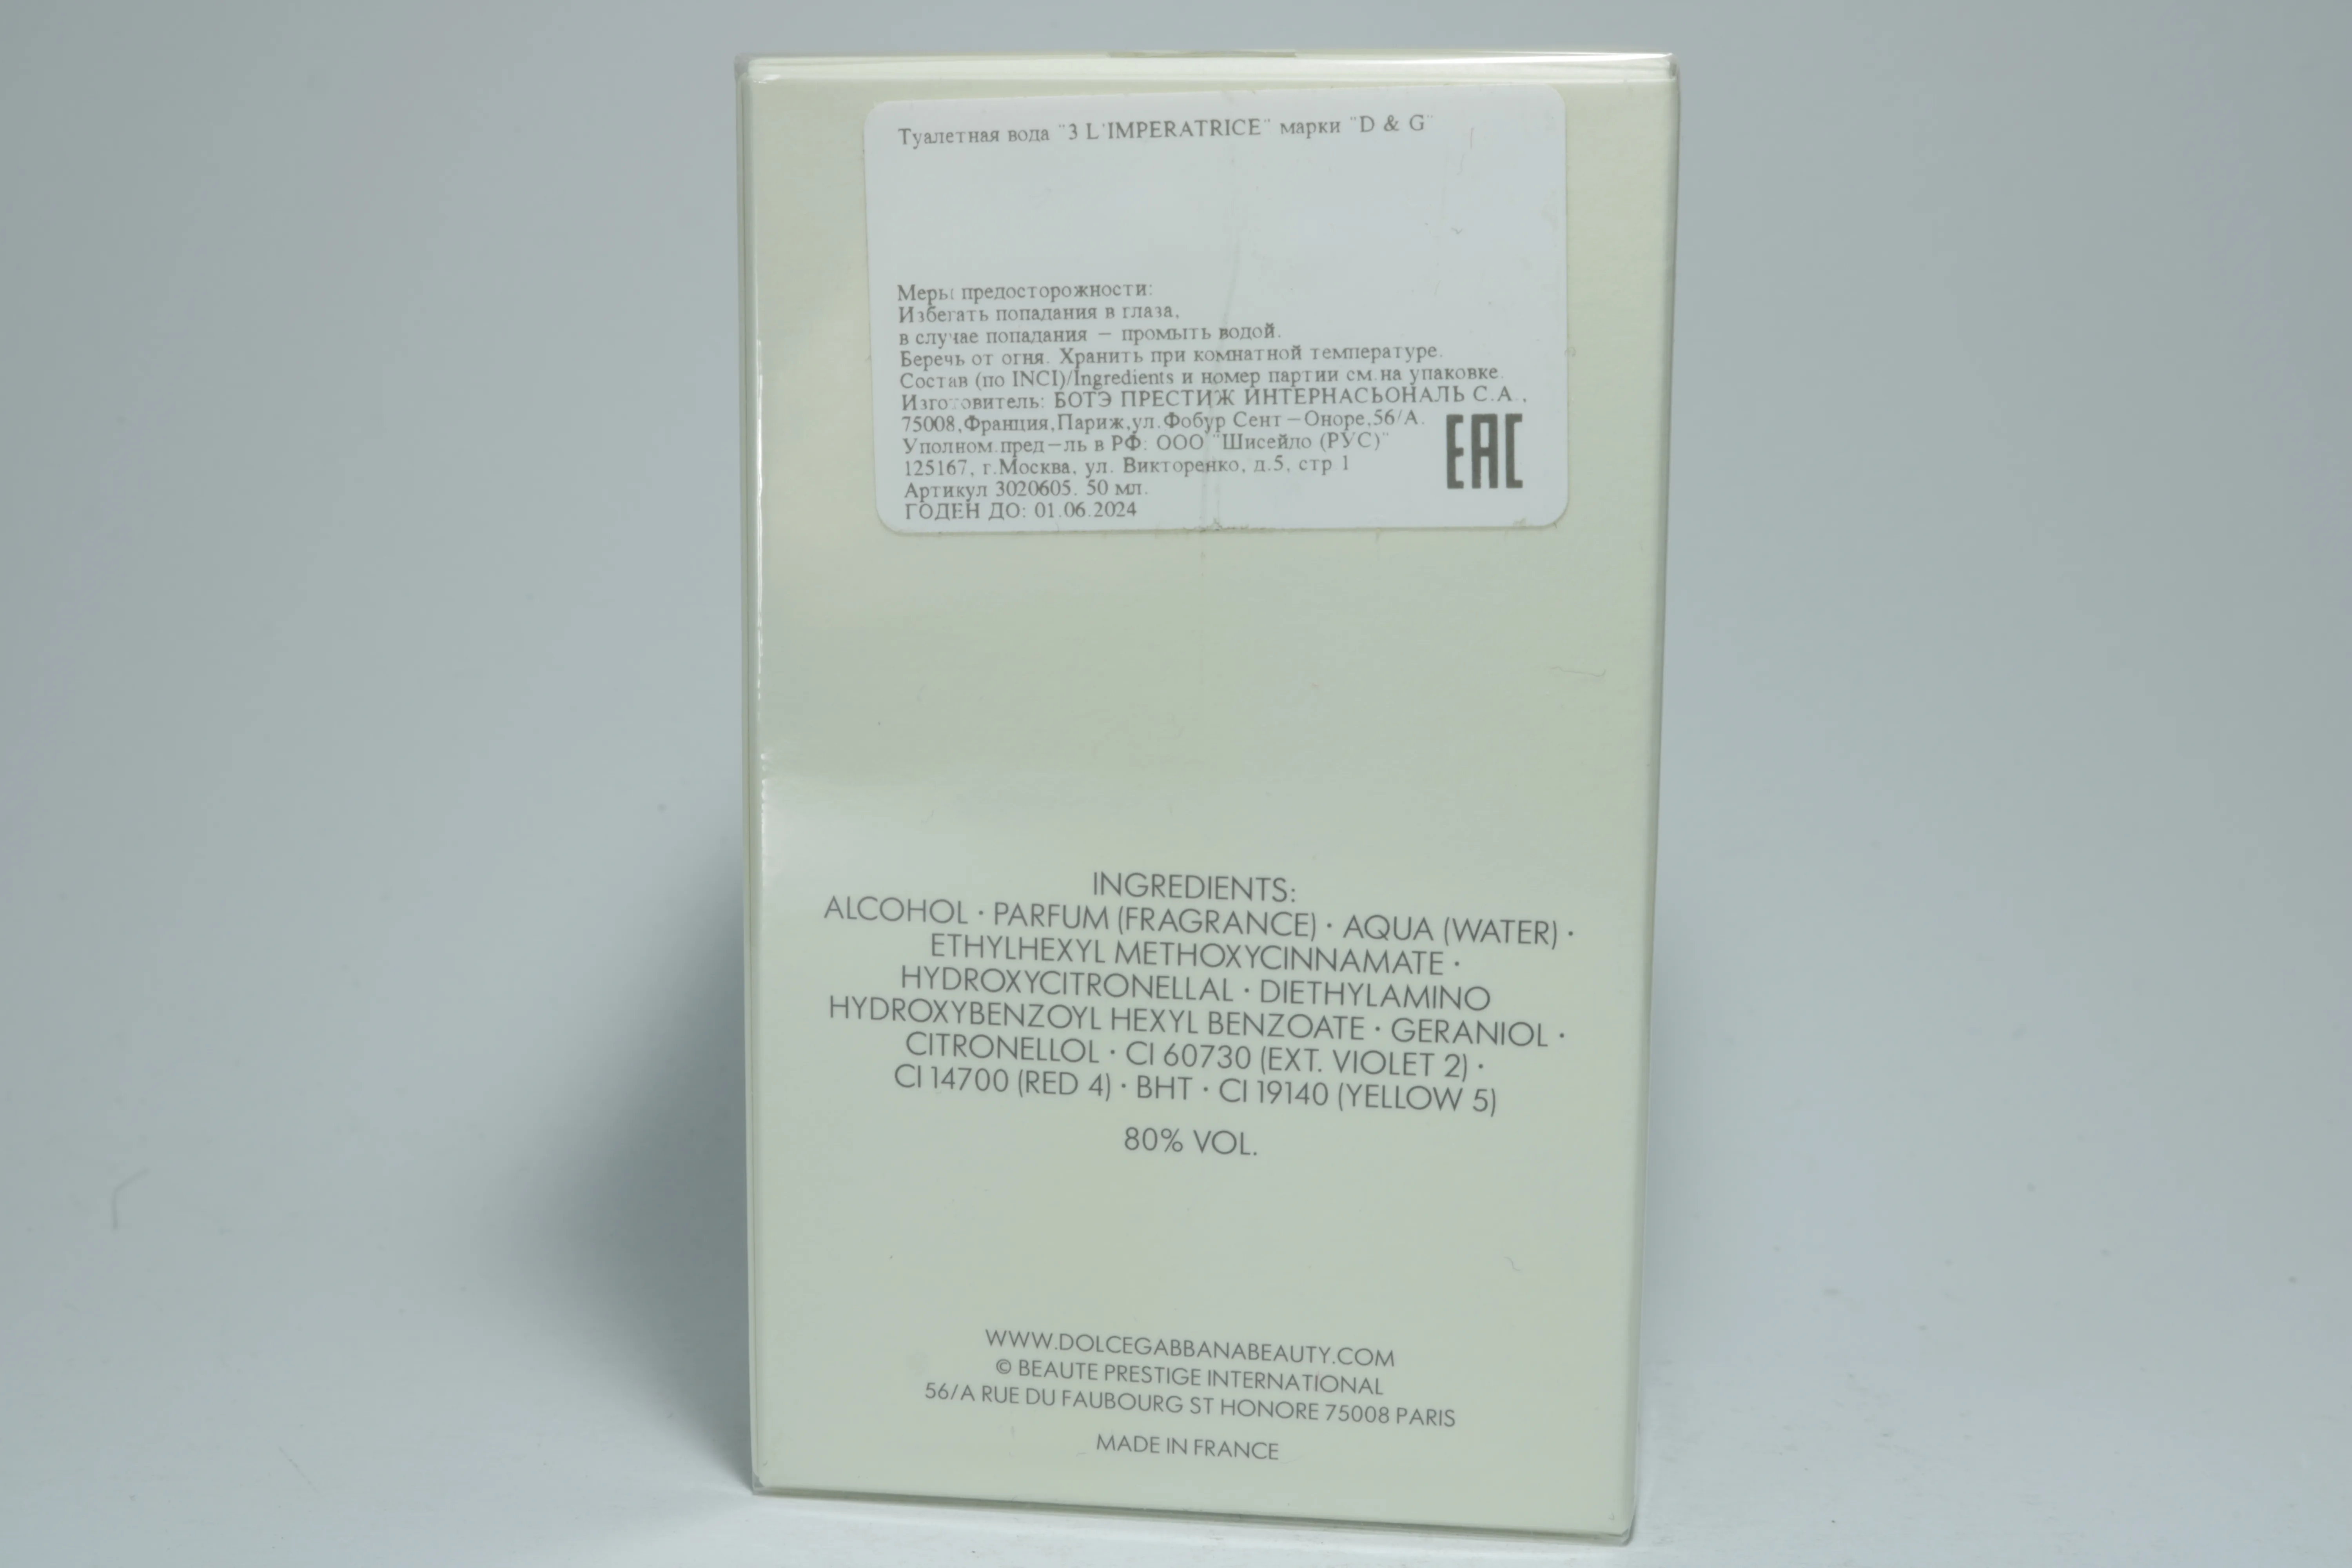 Туалетная вода "3 L'IMPERATRICE" марки "D & G"
Меры предосторожности:
Избегать попадания в глаза,
в случае попадания – промыть водой.
Беречь от огня. Хранить при комнатной температуре.
Состав (по INCI)/Ingredients и номер партии см.на упаковке.
Изготовитель: БОТЭ ПРЕСТИЖ ИНТЕРНАСЬОНАЛЬ С.А.,
75008,Франция,Париж,ул.Фобур Сент–Оноре,56/А.
Уполном.пред–ль в РФ: ООО "Шисейдо (РУС)"
125167, г.Москва, ул. Викторенко, д.5, стр.1
Артикул 3020605. 50 мл.
ГОДЕН ДО: 01.06.2024
EAC
INGREDIENTS:
ALCOHOL · PARFUM (FRAGRANCE) · AQUA (WATER) ·
ETHYLHEXYL METHOXYCINNAMATE ·
HYDROXYCITRONELLAL · DIETHYLAMINO
HYDROXYBENZOYL HEXYL BENZOATE · GERANIOL ·
CITRONELLOL · CI 60730 (EXT. VIOLET 2) ·
CI 14700 (RED 4) · BHT · CI 19140 (YELLOW 5)
80% VOL.
WWW.DOLCEGABBANABEAUTY.COM
© BEAUTE PRESTIGE INTERNATIONAL
56/A RUE DU FAUBOURG ST HONORE 75008 PARIS
MADE IN FRANCE